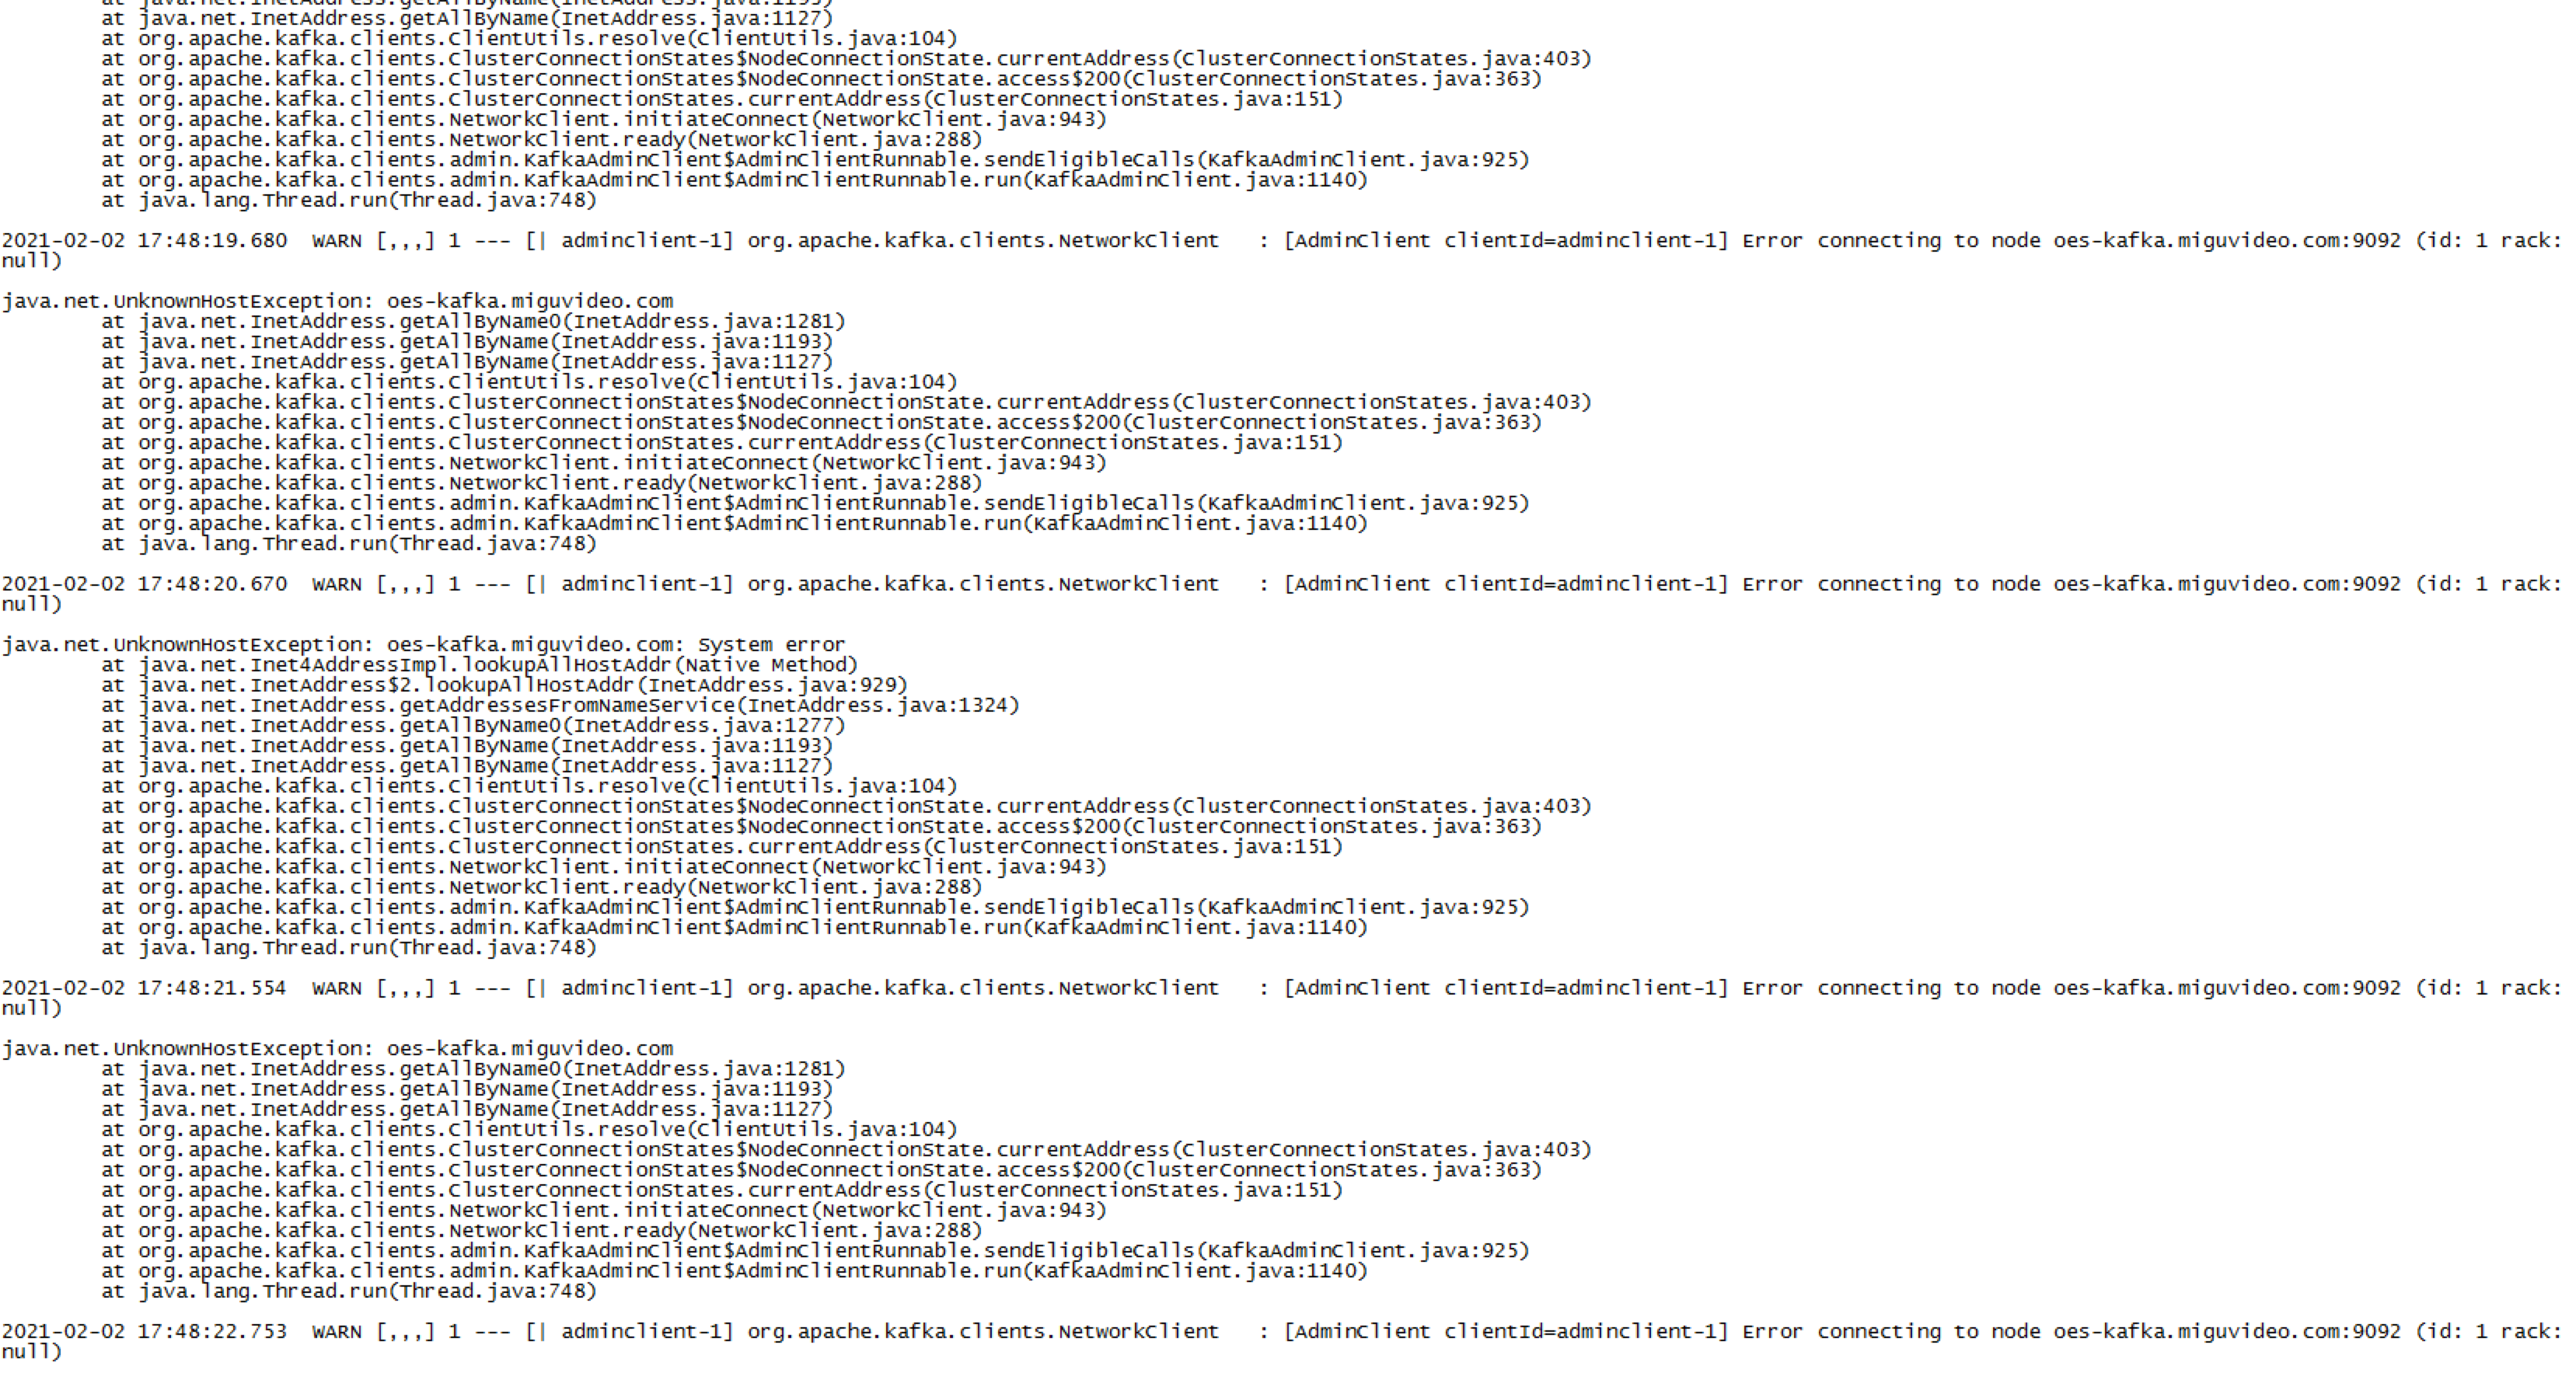 at java.net.InetAddress.getAllByName(InetAddress.java:1193)
at java.net.InetAddress.getAllByName(InetAddress.java:1127)
at org.apache.kafka.clients.ClientUtils.resolve(ClientUtils.java:104)
at org.apache.kafka.clients.ClusterConnectionStates$NodeConnectionState.currentAddress(ClusterConnectionStates.java:403)
at org.apache.kafka.clients.ClusterConnectionStates$NodeConnectionState.access$200(ClusterConnectionStates.java:363)
at org.apache.kafka.clients.ClusterConnectionStates.currentAddress(ClusterConnectionStates.java:151)
at org.apache.kafka.clients.NetworkClient.initiateConnect(NetworkClient.java:943)
at org.apache.kafka.clients.NetworkClient.ready(NetworkClient.java:288)
at org.apache.kafka.clients.admin.KafkaAdminClient$AdminClientRunnable.sendEligibleCalls(KafkaAdminClient.java:925)
at org.apache.kafka.clients.admin.KafkaAdminClient$AdminClientRunnable.run(KafkaAdminClient.java:1140)
at java.lang.Thread.run(Thread.java:748)
2021-02-02 17:48:19.680  WARN [,,,] 1 --- [| adminclient-1] org.apache.kafka.clients.NetworkClient   : [AdminClient clientId=adminclient-1] Error connecting to node oes-kafka.miguvideo.com:9092 (id: 1 rack:
null)
java.net.UnknownHostException: oes-kafka.miguvideo.com
at java.net.InetAddress.getAllByName0(InetAddress.java:1281)
at java.net.InetAddress.getAllByName(InetAddress.java:1193)
at java.net.InetAddress.getAllByName(InetAddress.java:1127)
at org.apache.kafka.clients.ClientUtils.resolve(ClientUtils.java:104)
at org.apache.kafka.clients.ClusterConnectionStates$NodeConnectionState.currentAddress(ClusterConnectionStates.java:403)
at org.apache.kafka.clients.ClusterConnectionStates$NodeConnectionState.access$200(ClusterConnectionStates.java:363)
at org.apache.kafka.clients.ClusterConnectionStates.currentAddress(ClusterConnectionStates.java:151)
at org.apache.kafka.clients.NetworkClient.initiateConnect(NetworkClient.java:943)
at org.apache.kafka.clients.NetworkClient.ready(NetworkClient.java:288)
at org.apache.kafka.clients.admin.KafkaAdminClient$AdminClientRunnable.sendEligibleCalls(KafkaAdminClient.java:925)
at org.apache.kafka.clients.admin.KafkaAdminClient$AdminClientRunnable.run(KafkaAdminClient.java:1140)
at java.lang.Thread.run(Thread.java:748)
2021-02-02 17:48:20.670  WARN [,,,] 1 --- [| adminclient-1] org.apache.kafka.clients.NetworkClient   : [AdminClient clientId=adminclient-1] Error connecting to node oes-kafka.miguvideo.com:9092 (id: 1 rack:
null)
java.net.UnknownHostException: oes-kafka.miguvideo.com: System error
at java.net.Inet4AddressImpl.lookupAllHostAddr(Native Method)
at java.net.InetAddress$2.lookupAllHostAddr(InetAddress.java:929)
at java.net.InetAddress.getAddressesFromNameService(InetAddress.java:1324)
at java.net.InetAddress.getAllByName0(InetAddress.java:1277)
at java.net.InetAddress.getAllByName(InetAddress.java:1193)
at java.net.InetAddress.getAllByName(InetAddress.java:1127)
at org.apache.kafka.clients.ClientUtils.resolve(ClientUtils.java:104)
at org.apache.kafka.clients.ClusterConnectionStates$NodeConnectionState.currentAddress(ClusterConnectionStates.java:403)
at org.apache.kafka.clients.ClusterConnectionStates$NodeConnectionState.access$200(ClusterConnectionStates.java:363)
at org.apache.kafka.clients.ClusterConnectionStates.currentAddress(ClusterConnectionStates.java:151)
at org.apache.kafka.clients.NetworkClient.initiateConnect(NetworkClient.java:943)
at org.apache.kafka.clients.NetworkClient.ready(NetworkClient.java:288)
at org.apache.kafka.clients.admin.KafkaAdminClient$AdminClientRunnable.sendEligibleCalls(KafkaAdminClient.java:925)
at org.apache.kafka.clients.admin.KafkaAdminClient$AdminClientRunnable.run(KafkaAdminClient.java:1140)
at java.lang.Thread.run(Thread.java:748)
2021-02-02 17:48:21.554  WARN [,,,] 1 --- [| adminclient-1] org.apache.kafka.clients.NetworkClient   : [AdminClient clientId=adminclient-1] Error connecting to node oes-kafka.miguvideo.com:9092 (id: 1 rack:
null)
java.net.UnknownHostException: oes-kafka.miguvideo.com
at java.net.InetAddress.getAllByName0(InetAddress.java:1281)
at java.net.InetAddress.getAllByName(InetAddress.java:1193)
at java.net.InetAddress.getAllByName(InetAddress.java:1127)
at org.apache.kafka.clients.ClientUtils.resolve(ClientUtils.java:104)
at org.apache.kafka.clients.ClusterConnectionStates$NodeConnectionState.currentAddress(ClusterConnectionStates.java:403)
at org.apache.kafka.clients.ClusterConnectionStates$NodeConnectionState.access$200(ClusterConnectionStates.java:363)
at org.apache.kafka.clients.ClusterConnectionStates.currentAddress(ClusterConnectionStates.java:151)
at org.apache.kafka.clients.NetworkClient.initiateConnect(NetworkClient.java:943)
at org.apache.kafka.clients.NetworkClient.ready(NetworkClient.java:288)
at org.apache.kafka.clients.admin.KafkaAdminClient$AdminClientRunnable.sendEligibleCalls(KafkaAdminClient.java:925)
at org.apache.kafka.clients.admin.KafkaAdminClient$AdminClientRunnable.run(KafkaAdminClient.java:1140)
at java.lang.Thread.run(Thread.java:748)
2021-02-02 17:48:22.753  WARN [,,,] 1 --- [| adminclient-1] org.apache.kafka.clients.NetworkClient   : [AdminClient clientId=adminclient-1] Error connecting to node oes-kafka.miguvideo.com:9092 (id: 1 rack:
null)